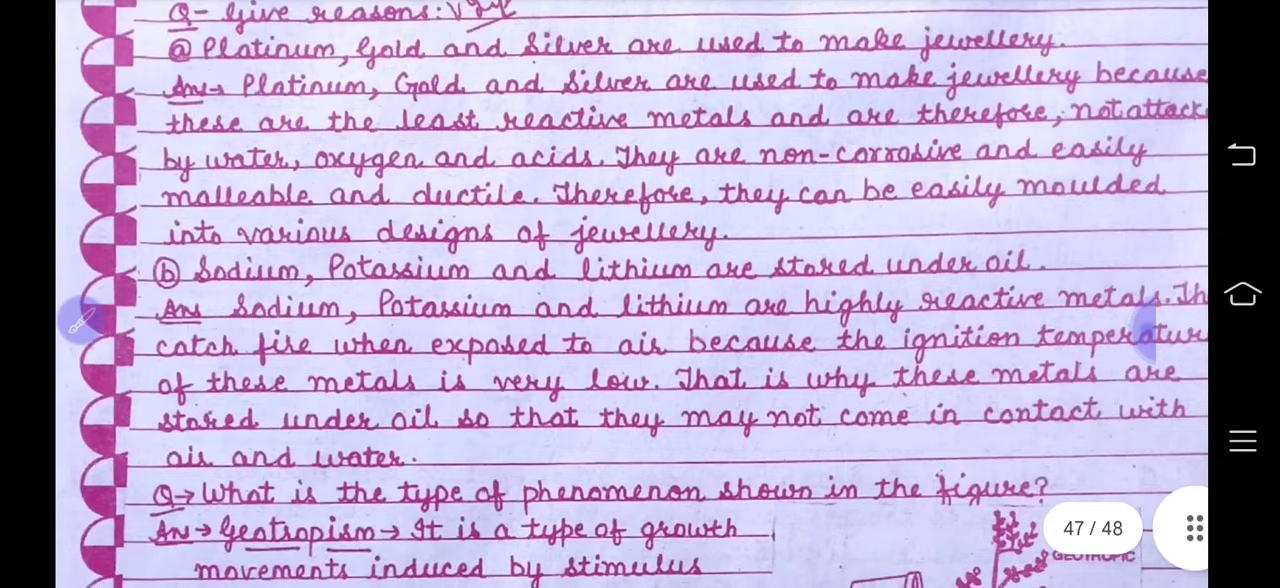 Q- Give reasons:
ⓐ Platinum, Gold and Silver are used to make jewellery.
Ans→ Platinum, Gold and Silver are used to make jewellery because
these are the least reactive metals and are therefore, not attack
by water, oxygen and acids. They are non-corrosive and easily
malleable and ductile. Therefore, they can be easily moulded
into various designs of jewellery.
ⓑ Sodium, Potassium and lithium are stored under oil.
Ans Sodium, Potassium and lithium are highly reactive metals. Th
catch fire when exposed to air because the ignition temperatur
of these metals is very low. That is why these metals are
stored under oil so that they may not come in contact with
air and water.
Q→ What is the type of phenomenon shown in the figure?
Ans→ Geotropism → It is a type of growth
movements induced by stimulus
47 / 48
GEOTROPIC